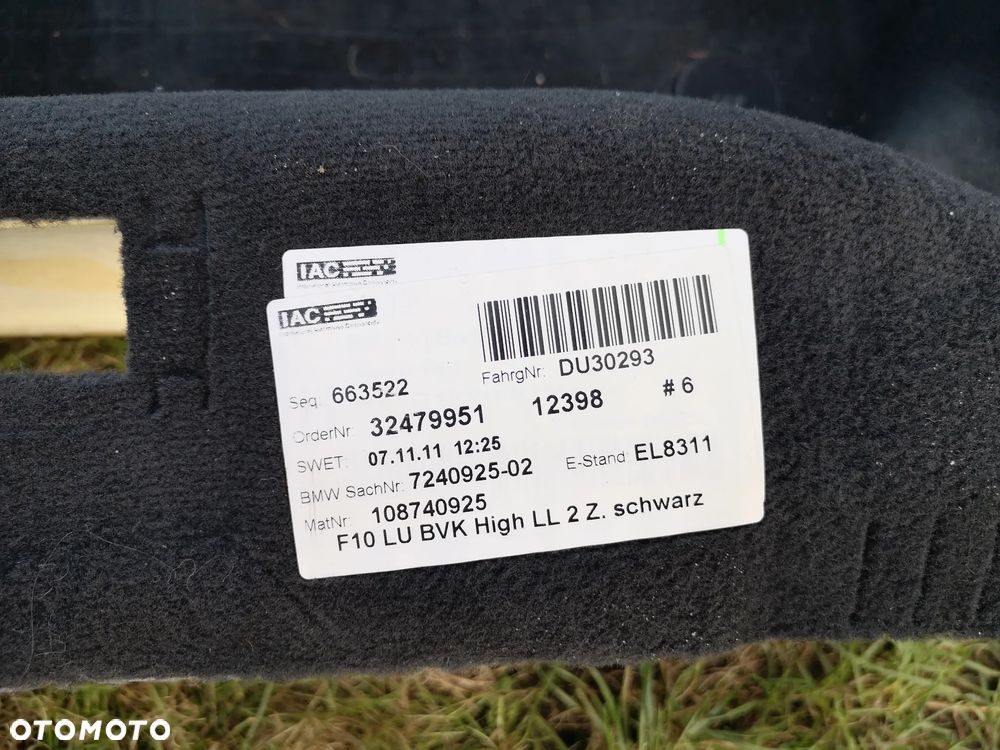 IAC
IAC
Seq. 663522
FahrgNr: DU30293
OrderNr: 32479951 12398 # 6
SWET: 07.11.11 12:25
BMW SachNr: 7240925-02 E-Stand: EL8311
MatNr: 108740925
F10 LU BVK High LL 2 Z. schwarz
OTOMOTO